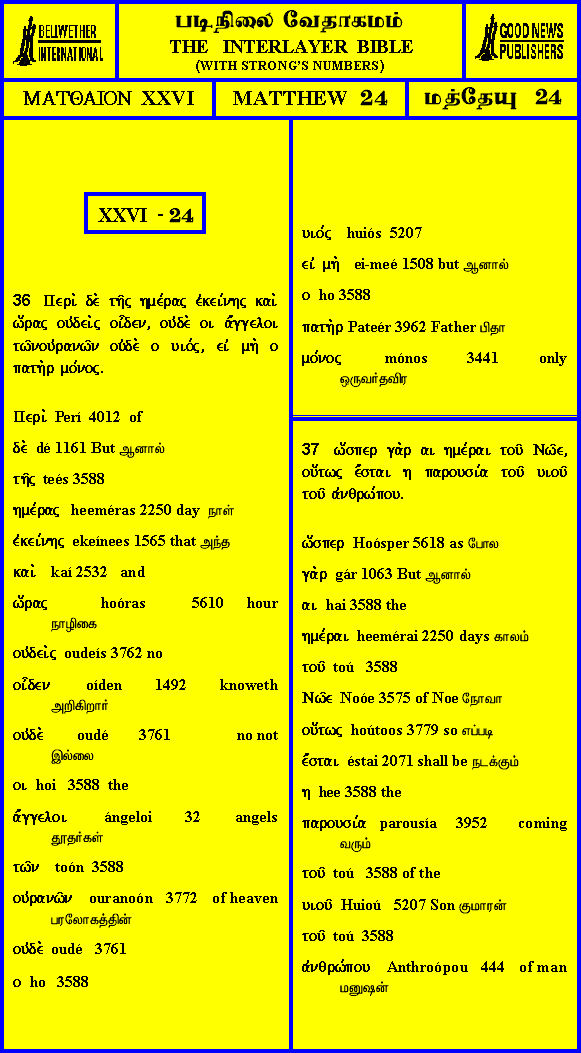 BELLWETHER
INTERNATIONAL
படிநிலை வேதாகமம்
THE INTERLAYER BIBLE
(WITH STRONG'S NUMBERS)
GOOD NEWS
PUBLISHERS
ΜΑΤΘΑΙΟΝ XXVI
MATTHEW 24
மத்தேயு 24
XXVI - 24
36 Περὶ δὲ τῆς ημέρας ἐκείνης καὶ
ὥρας οὐδεὶς οἶδεν, οὐδὲ οι ἄγγελοι
τῶνουρανῶν οὐδὲ ο υιός, εἰ μὴ ο
πατὴρ μόνος.
Περὶ Perí 4012 of
δὲ dé 1161 But ஆனால்
τῆς teés 3588
ημέρας heeméras 2250 day நாள்
ἐκείνης ekeínees 1565 that அந்த
καὶ kaí 2532 and
ὥρας hoóras 5610 hour
நாழிகை
οὐδεὶς oudeís 3762 no
οἶδεν oíden 1492 knoweth
அறிகிறார்
οὐδὲ oudé 3761 no not
இல்லை
οι hoi 3588 the
ἄγγελοι ángeloi 32 angels
தூதர்கள்
τῶν toón 3588
οὐρανῶν ouranoón 3772 of heaven
பரலோகத்தின்
οὐδὲ oudé 3761
ο ho 3588
υιός huiós 5207
εἰ μὴ ei-meé 1508 but ஆனால்
ο ho 3588
πατὴρ Pateér 3962 Father பிதா
μόνος mónos 3441 only
ஒருவர்தவிர
37 ὥσπερ γὰρ αι ημέραι τοῦ Νῶε,
οὕτως ἔσται η παρουσία τοῦ υιοῦ
τοῦ ἀνθρώπου.
ὥσπερ Hoósper 5618 as போல
γὰρ gár 1063 But ஆனால்
αι hai 3588 the
ημέραι heemérai 2250 days காலம்
τοῦ toú 3588
Νῶε Noóe 3575 of Noe நோவா
οὕτως hoútoos 3779 so எப்படி
ἔσται éstai 2071 shall be நடக்கும்
η hee 3588 the
παρουσία parousía 3952 coming
வரும்
τοῦ toú 3588 of the
υιοῦ Huioú 5207 Son குமாரன்
τοῦ toú 3588
ἀνθρώπου Anthroópou 444 of man
மனுஷன்